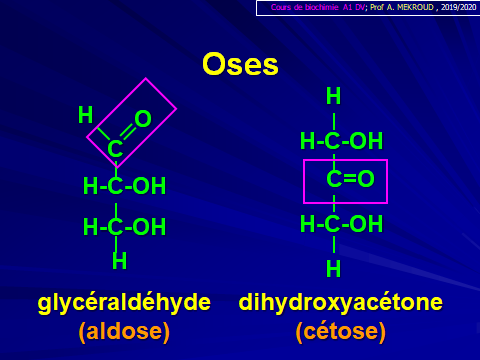 Cours de biochimie A1 DV; Prof A. MEKROUD , 2019/2020
Oses
H O
C
H-C-OH
H-C-OH
H
glycéraldéhyde
(aldose)
H
H-C-OH
C=O
H-C-OH
H
dihydroxyacétone
(cétose)